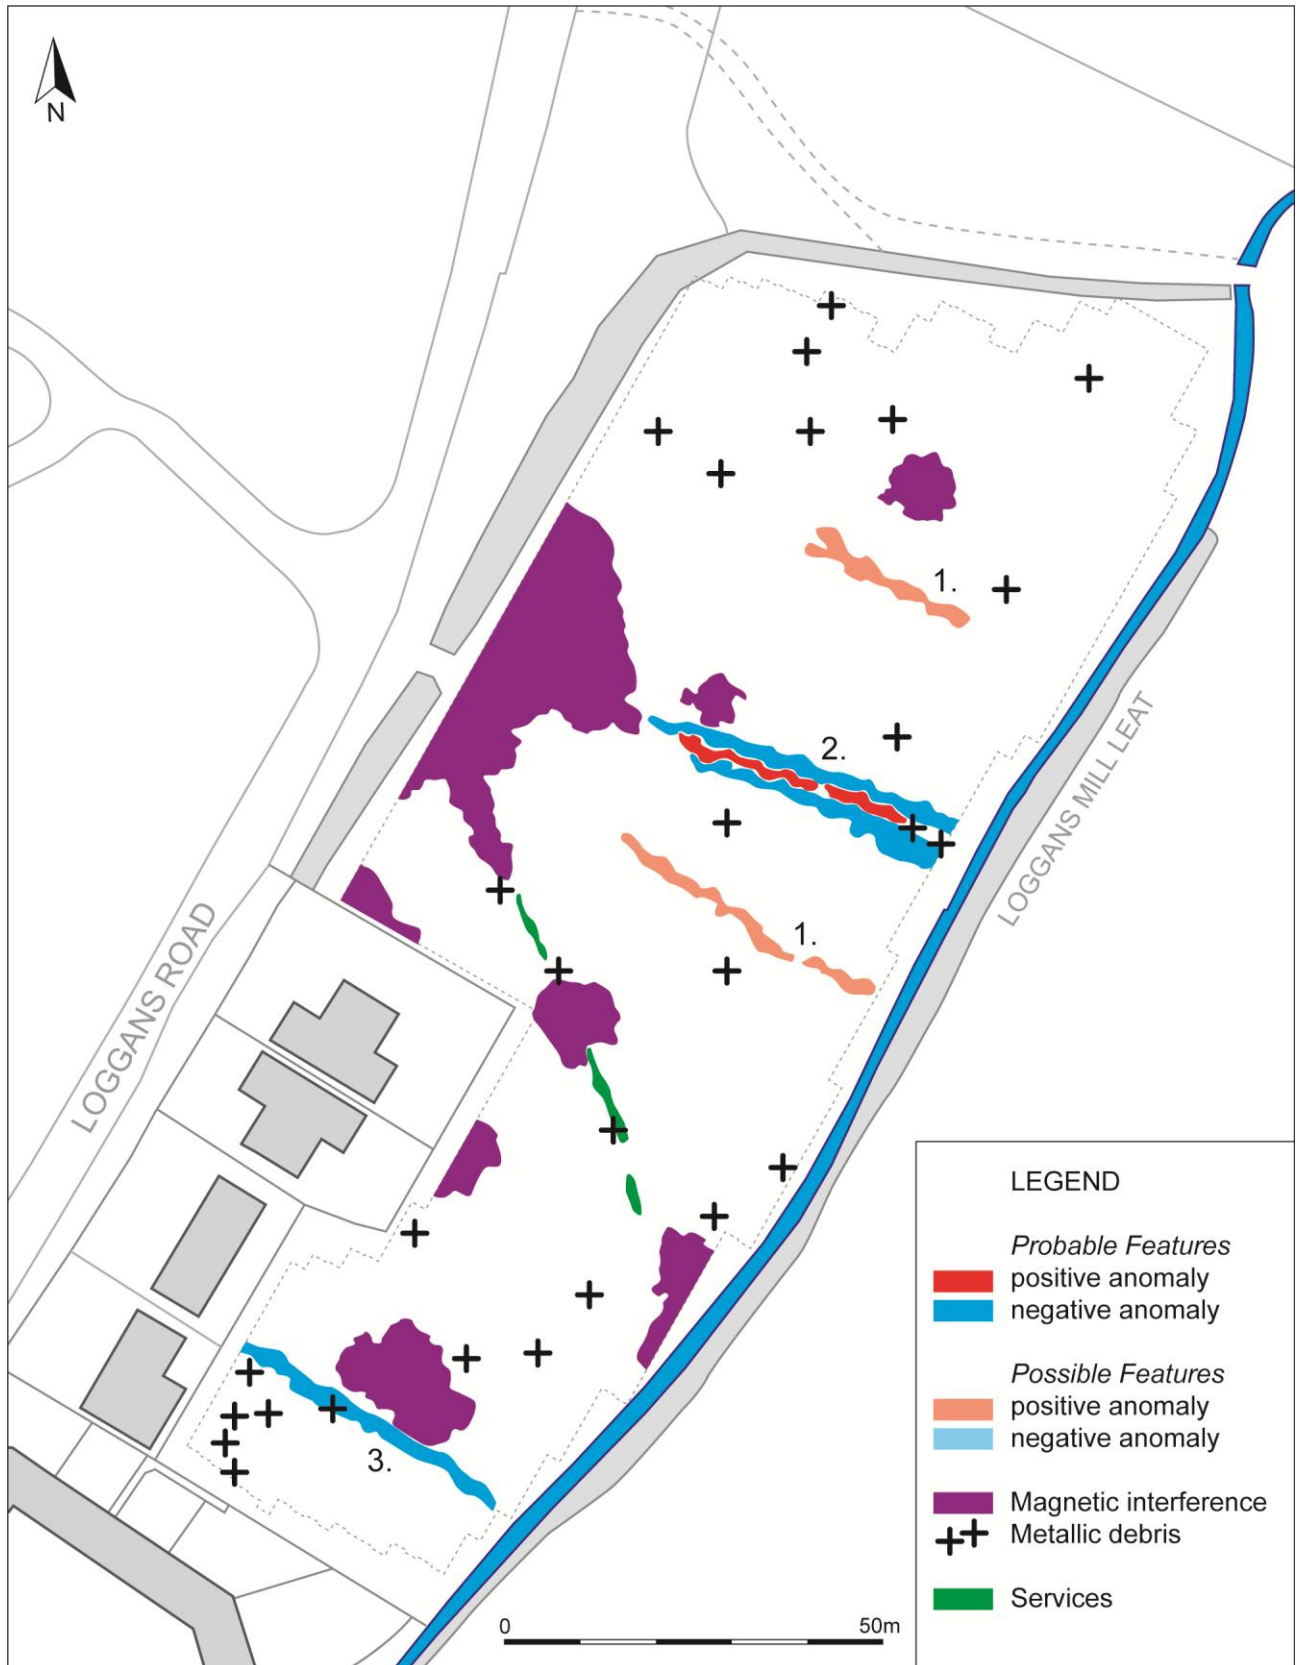 N
1.
2.
LOGGANS MILL LEAT
1.
LOGGANS ROAD
3.
LEGEND
Probable Features
positive anomaly
negative anomaly
Possible Features
positive anomaly
negative anomaly
Magnetic interference
Metallic debris
Services
0 50m